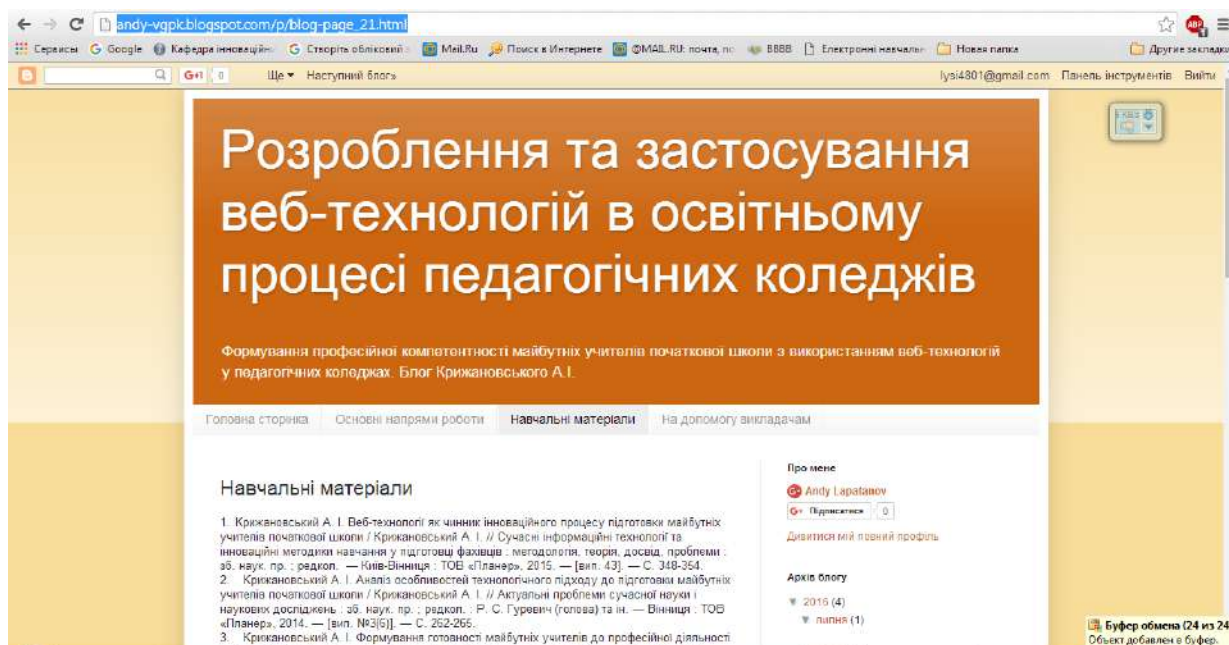 andy-vgpk.blogspot.com/p/blog-page_21.html
Сервисы Google Кафедра інноваційн Створіть обліковий Mail.Ru Поиск в Интернете @MAIL.RU: почта, по BBBB Електронні навчальн Новая папка Другие закладки
G+1 0 Ще Наступний блог» lysi4801@gmail.com Панель інструментів Вийти
Розроблення та застосування
веб-технологій в освітньому
процесі педагогічних коледжів
Формування професійної компетентності майбутніх учителів початкової школи з використанням веб-технологій
у педагогічних коледжах. Блог Крижановського А.І.
Головна сторінка Основні напрями роботи Навчальні матеріали На допомогу викладачам
Навчальні матеріали
1. Крижановський А. І. Веб-технології як чинник інноваційного процесу підготовки майбутніх
учителів початкової школи / Крижановський А. І. // Сучасні інформаційні технології та
інноваційні методики навчання у підготовці фахівців : методологія, теорія, досвід, проблеми :
зб. наук. пр. : редкол. — Київ-Вінниця : ТОВ «Планер», 2015. — [вип. 43]. — С. 348-354.
2. Крижановський А. І. Аналіз особливостей технологічного підходу до підготовки майбутніх
учителів початкової школи / Крижановський А. І. // Актуальні проблеми сучасної науки і
наукових досліджень : зб. наук. пр. : редкол. : Р. С. Гуревич (голова) та ін. — Вінниця : ТОВ
«Планер», 2014. — [вип. №3(6)]. — С. 262-265.
3. Крижановський А. І. Формування готовності майбутніх учителів до професійної діяльності
Про мене
Andy Lapatanov
G+ Підписатися 0
Дивитися мій повний профіль
Архів блогу
▼ 2016 (4)
▼ липня (1)
Буфер обмена (24 из 24
Объект добавлен в буфер.